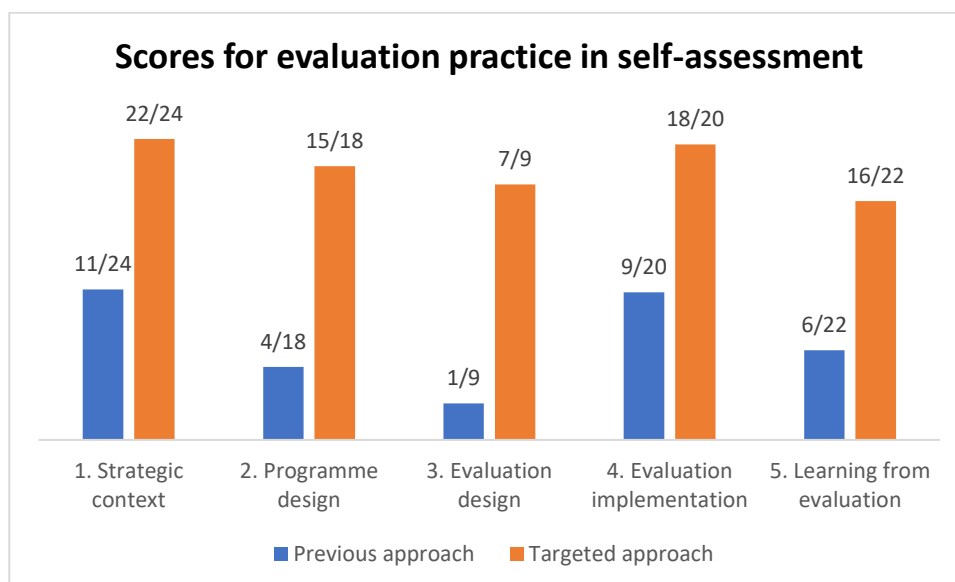 Scores for evaluation practice in self-assessment
22/24
18/20
15/18
7/9
16/22
11/24
9/20
4/18
6/22
1/9
1. Strategic
context
2. Programme
design
3. Evaluation
design
4. Evaluation
implementation
5. Learning from
evaluation
Previous approach
Targeted approach